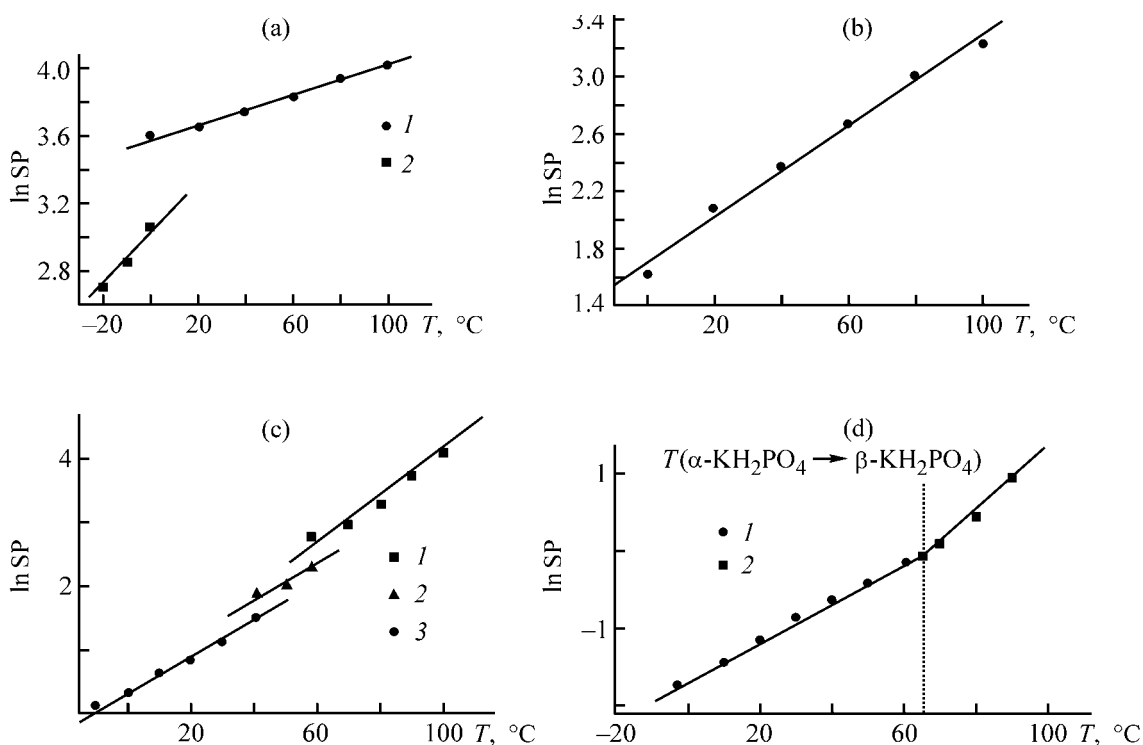 (a)
4.0
3.6
3.2
2.8
ln SP
1
2
–20
20
60
100
T, °C
(b)
3.4
3.0
2.6
2.2
1.8
1.4
ln SP
20
60
100
T, °C
(c)
4
2
ln SP
1
2
3
20
60
100
T, °C
(d)
T(α-KH₂PO₄ → β-KH₂PO₄)
1
–1
ln SP
1
2
–20
20
60
100
T, °C